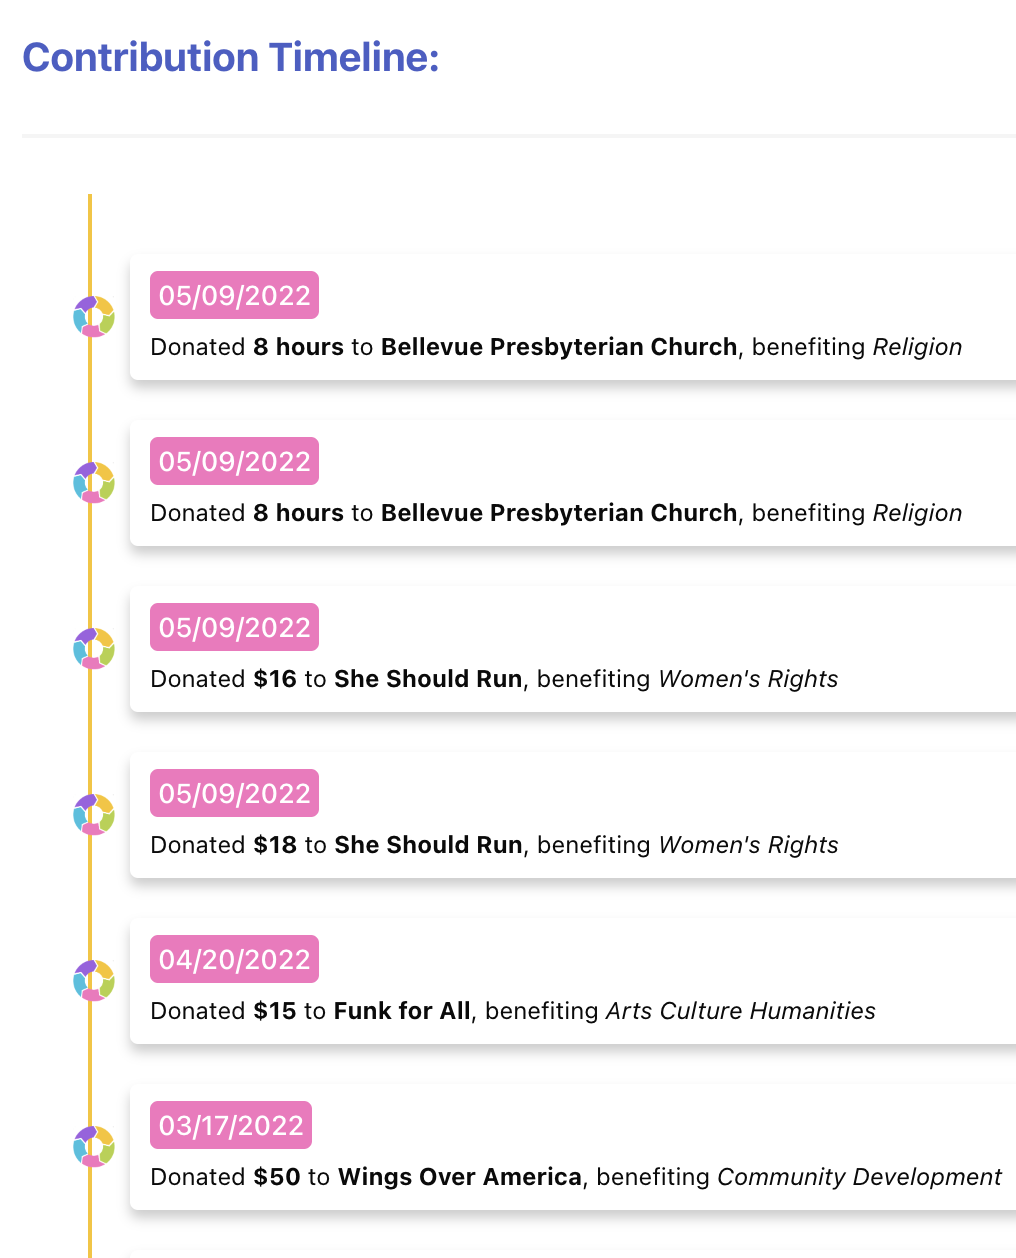 Contribution Timeline:
05/09/2022
Donated 8 hours to Bellevue Presbyterian Church, benefiting Religion
05/09/2022
Donated 8 hours to Bellevue Presbyterian Church, benefiting Religion
05/09/2022
Donated $16 to She Should Run, benefiting Women's Rights
05/09/2022
Donated $18 to She Should Run, benefiting Women's Rights
04/20/2022
Donated $15 to Funk for All, benefiting Arts Culture Humanities
03/17/2022
Donated $50 to Wings Over America, benefiting Community Development